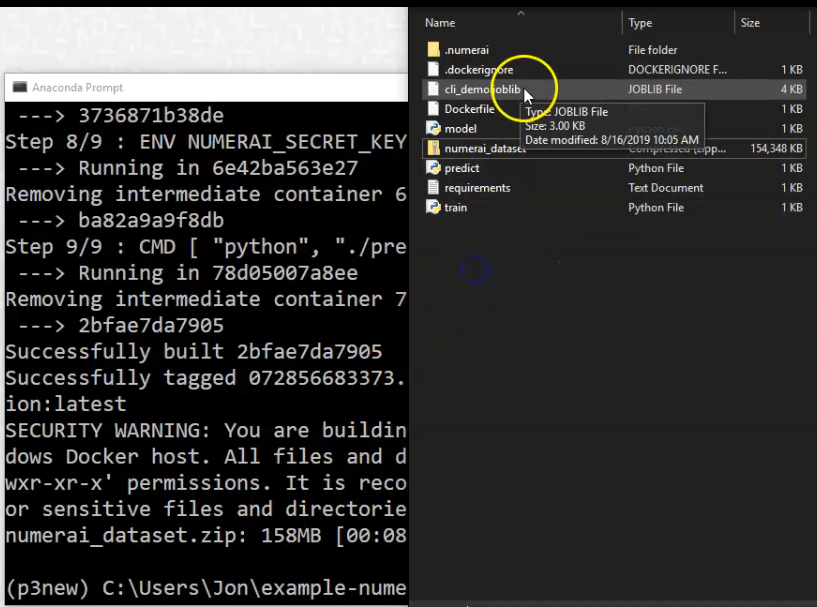 Anaconda Prompt
---> 3736871b38de
Step 8/9 : ENV NUMERAI_SECRET_KEY
---> Running in 6e42ba563e27
Removing intermediate container 6
---> ba82a9a9f8db
Step 9/9 : CMD [ "python", "./pre
---> Running in 78d05007a8ee
Removing intermediate container 7
---> 2bfae7da7905
Successfully built 2bfae7da7905
Successfully tagged 072856683373.
ion:latest
SECURITY WARNING: You are buildin
dows Docker host. All files and d
wxr-xr-x' permissions. It is reco
or sensitive files and directorie
numerai_dataset.zip: 158MB [00:08
(p3new) C:\Users\Jon\example-nume
Name Type Size
.numerai File folder
.dockerignore DOCKERIGNORE F... 1 KB
JOBLIB File 4 KB
Dockerfile 1 KB
model 1 KB
numerai_dataset 154,348 KB
predict Python File 1 KB
requirements Text Document 1 KB
train Python File 1 KB
Type: JOBLIB File
Size: 3.00 KB
Date modified: 8/16/2019 10:05 AM